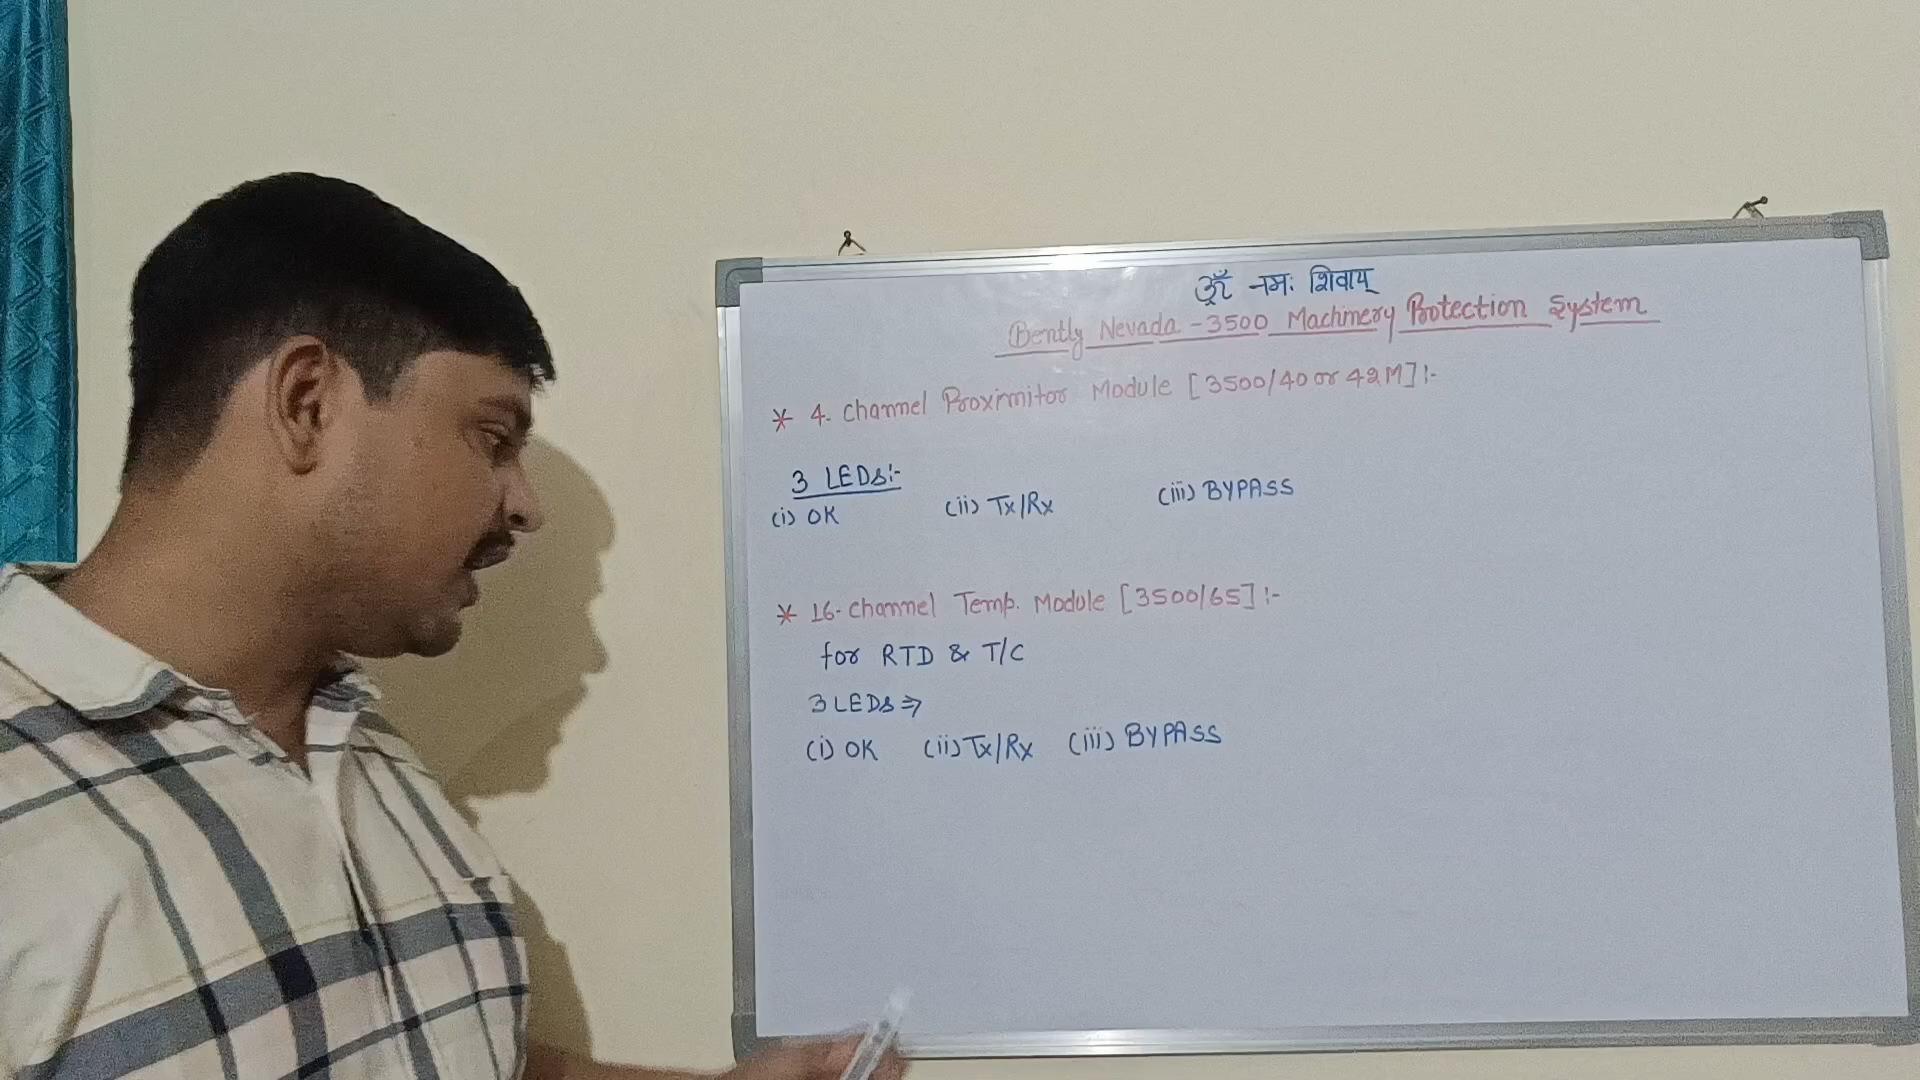 ॐ नमः शिवाय्
Bently Nevada - 3500 Machinery Protection System
* 4- Channel Proximitor Module [3500/40 or 42M] :-
3 LEDs:-
(i) OK (ii) Tx/Rx (iii) BYPASS
* 16- Channel Temp. Module [3500/65] :-
for RTD & T/C
3 LEDs ⇒
(i) OK (ii) Tx/Rx (iii) BYPASS